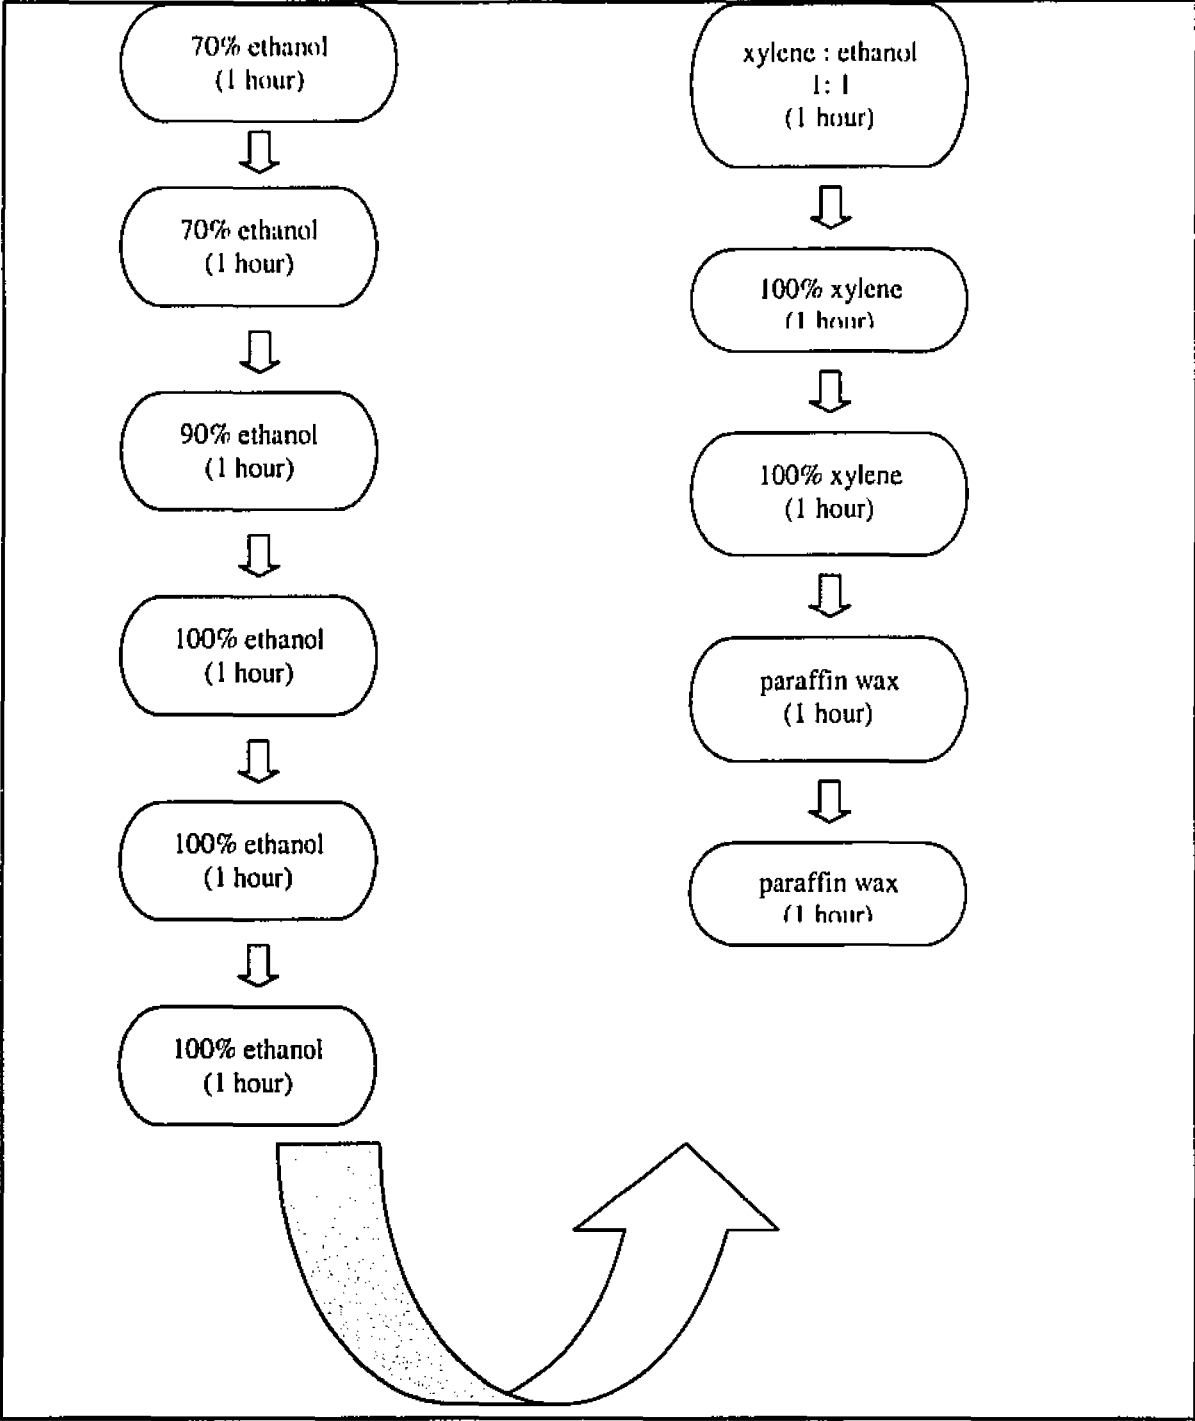 70% ethanol
(1 hour)
70% ethanol
(1 hour)
90% ethanol
(1 hour)
100% ethanol
(1 hour)
100% ethanol
(1 hour)
100% ethanol
(1 hour)
xylene : ethanol
1: 1
(1 hour)
100% xylene
(1 hour)
100% xylene
(1 hour)
paraffin wax
(1 hour)
paraffin wax
(1 hour)